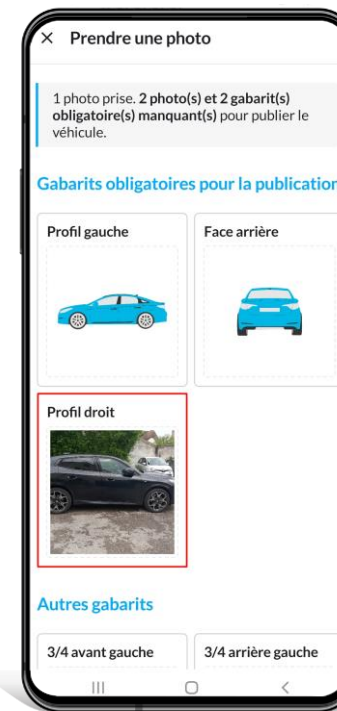 × Prendre une photo
1 photo prise. 2 photo(s) et 2 gabarit(s)
obligatoire(s) manquant(s) pour publier le
véhicule.
Gabarits obligatoires pour la publication
Profil gauche
Face arrière
Profil droit
Autres gabarits
3/4 avant gauche
3/4 arrière gauche